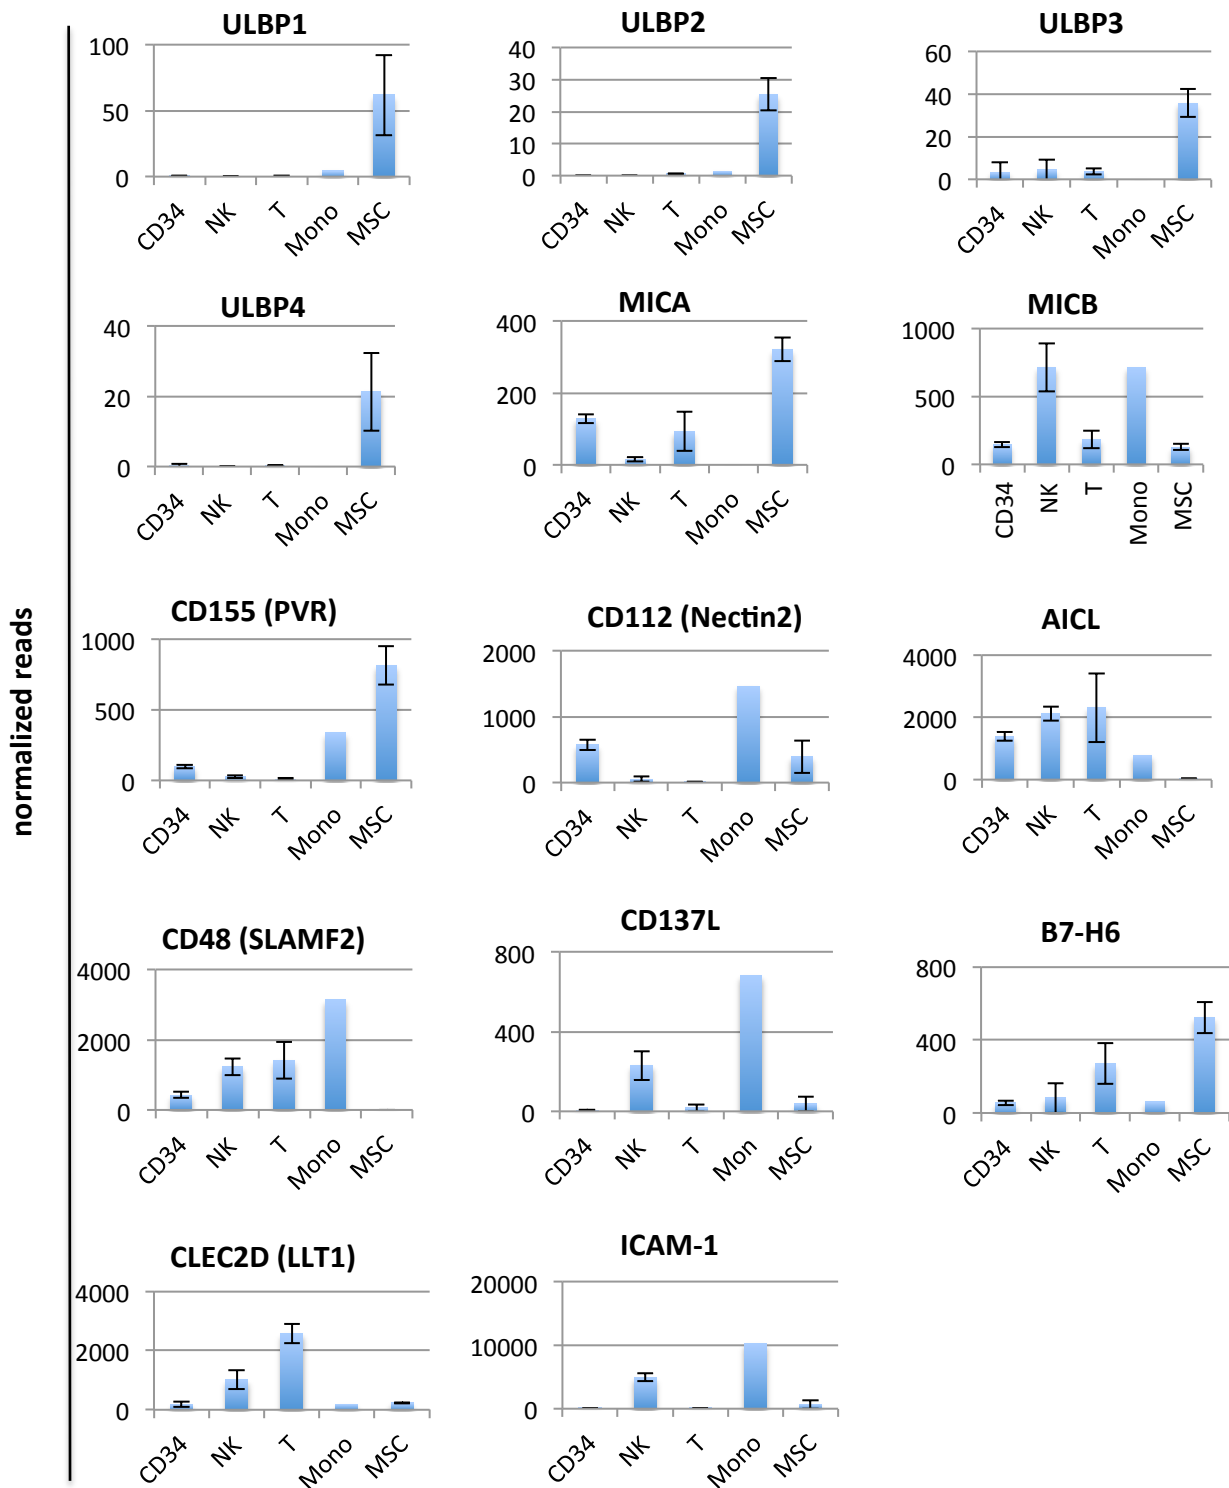 normalized reads
ULBP1
100
50
0
CD34 NK T Mono MSC
ULBP2
40
30
20
10
0
CD34 NK T Mono MSC
ULBP3
60
40
20
0
CD34 NK T Mono MSC
ULBP4
40
20
0
CD34 NK T Mono MSC
MICA
400
200
0
CD34 NK T Mono MSC
MICB
1000
500
0
CD34 NK T Mono MSC
CD155 (PVR)
1000
500
0
CD34 NK T Mono MSC
CD112 (Nectin2)
2000
1000
0
CD34 NK T Mono MSC
AICL
4000
2000
0
CD34 NK T Mono MSC
CD48 (SLAMF2)
4000
2000
0
CD34 NK T Mono MSC
CD137L
800
400
0
CD34 NK T Mon MSC
B7-H6
800
400
0
CD34 NK T Mono MSC
CLEC2D (LLT1)
4000
2000
0
CD34 NK T Mono MSC
ICAM-1
20000
10000
0
CD34 NK T Mono MSC